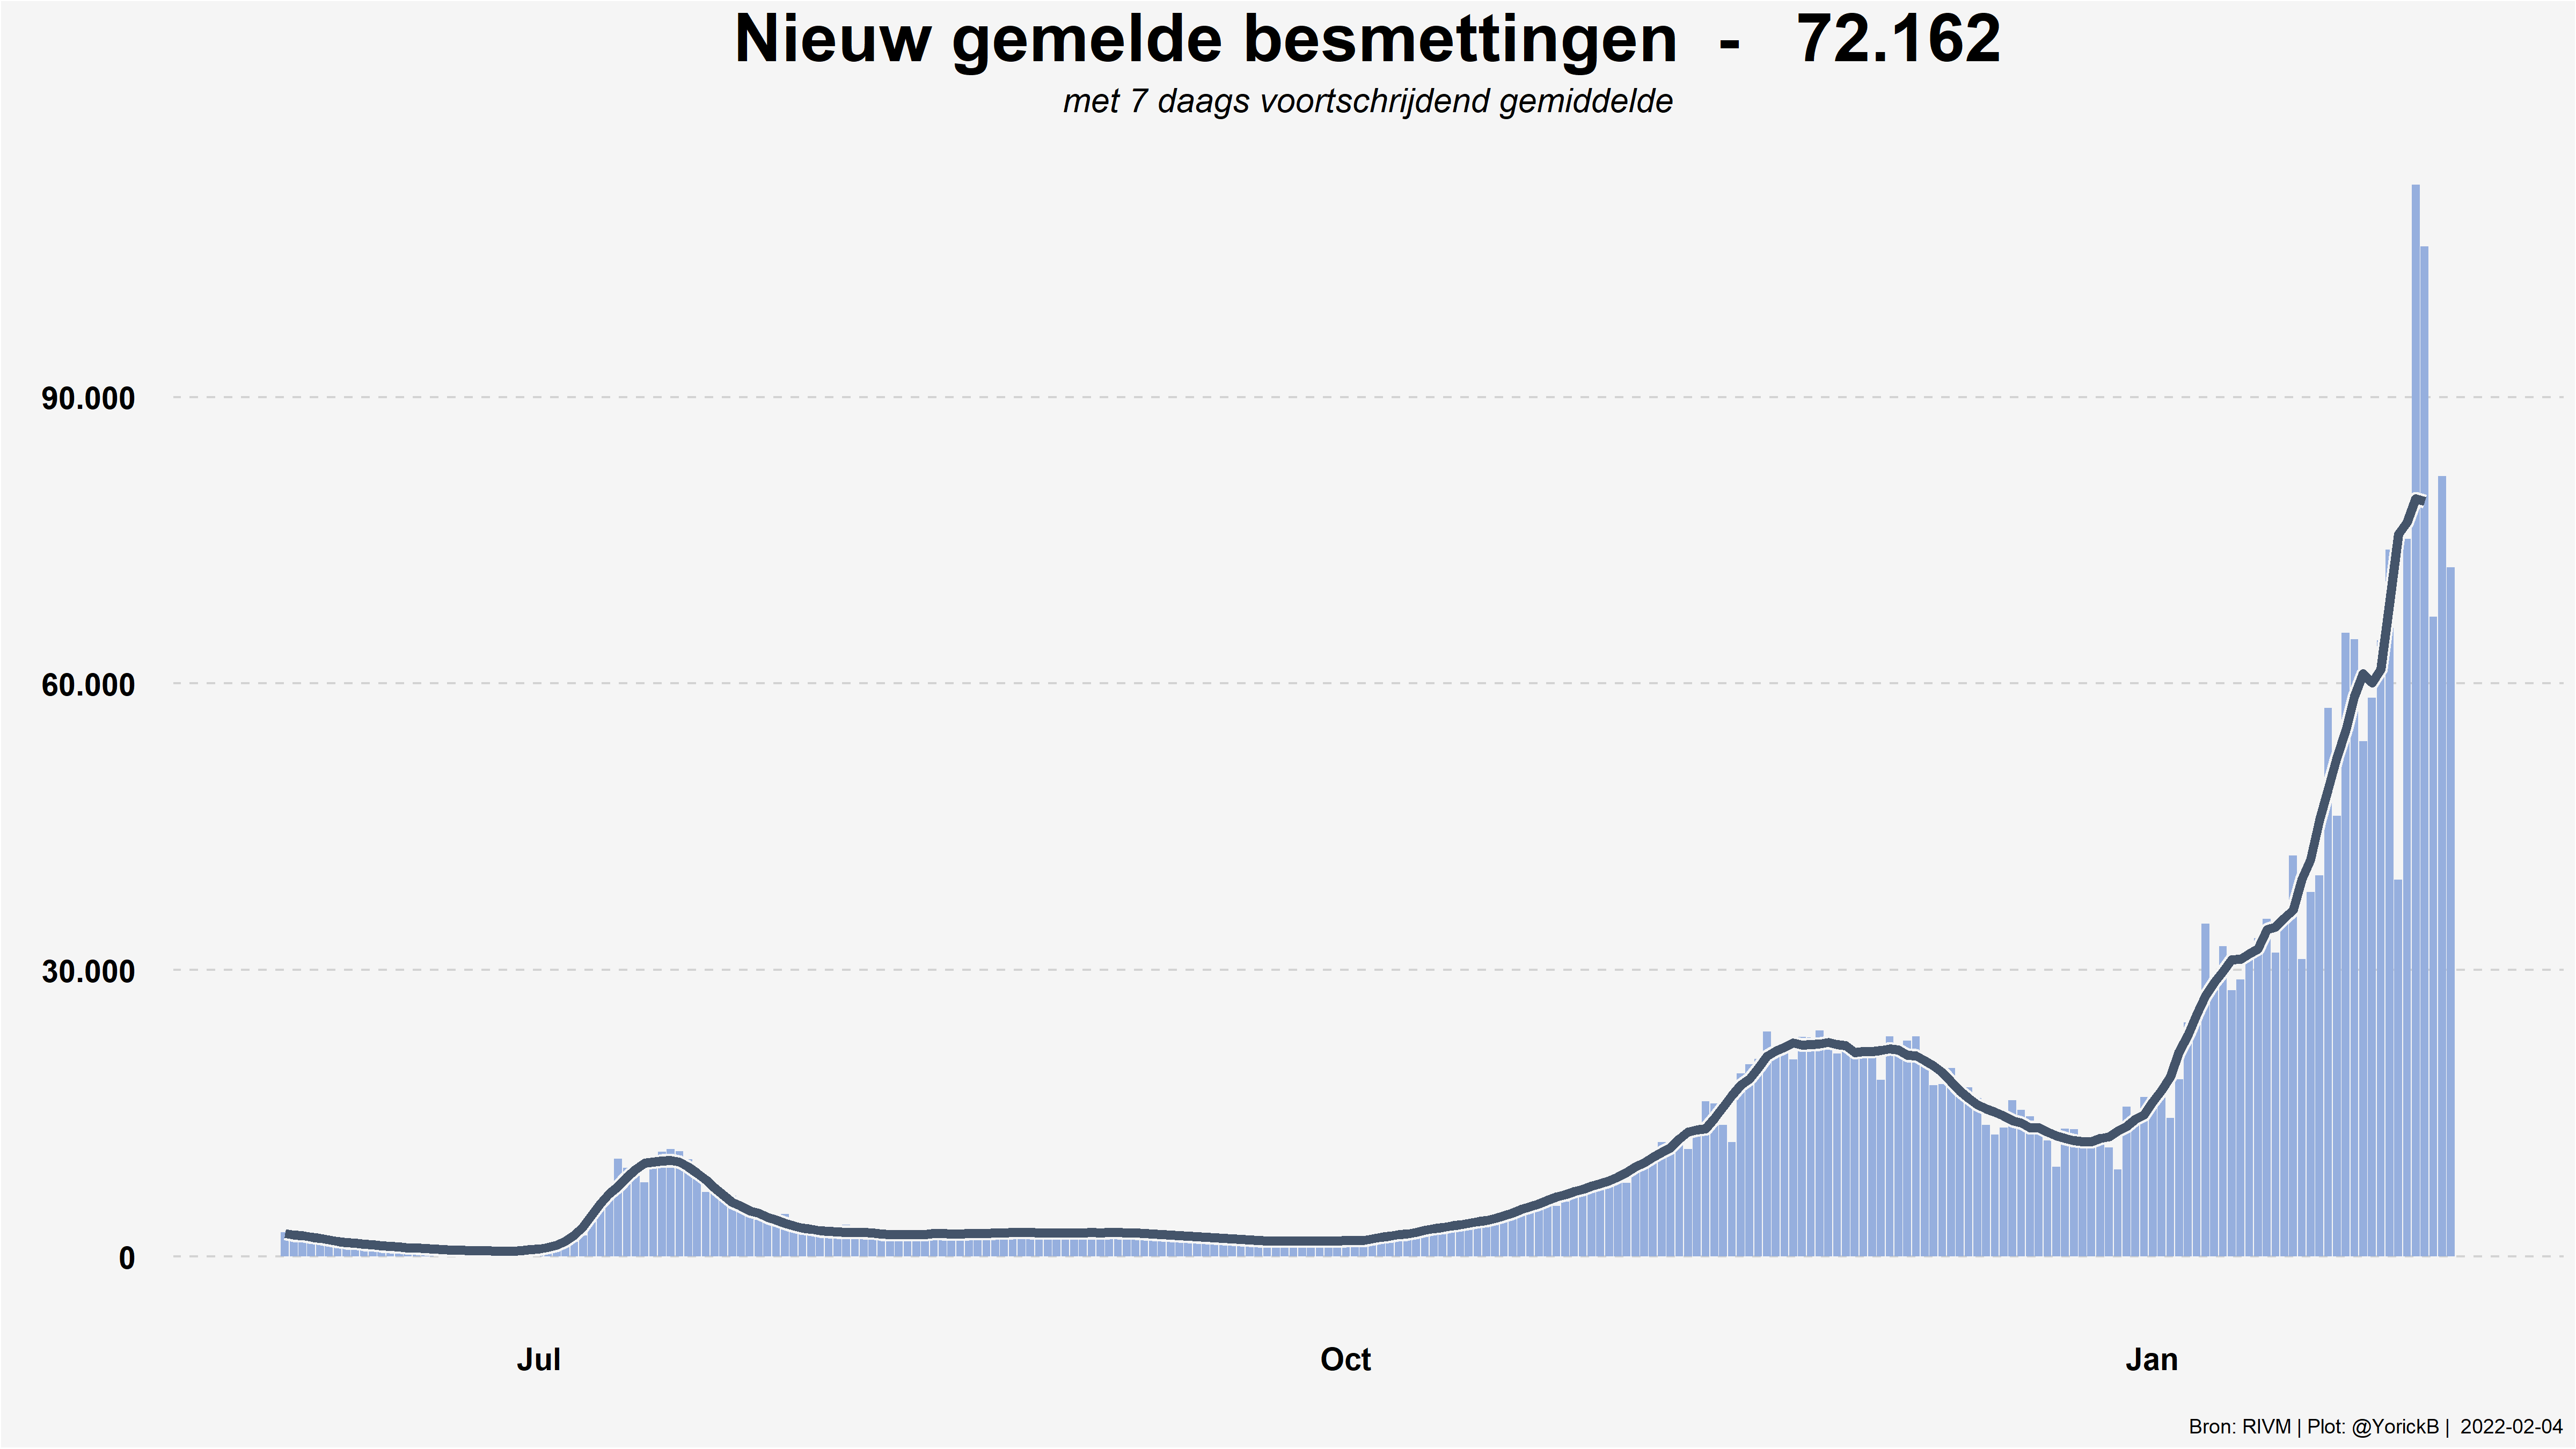 Nieuw gemelde besmettingen - 72.162
met 7 daags voortschrijdend gemiddelde
90.000
60.000
30.000
0
Jul Oct Jan
Bron: RIVM | Plot: @YorickB | 2022-02-04